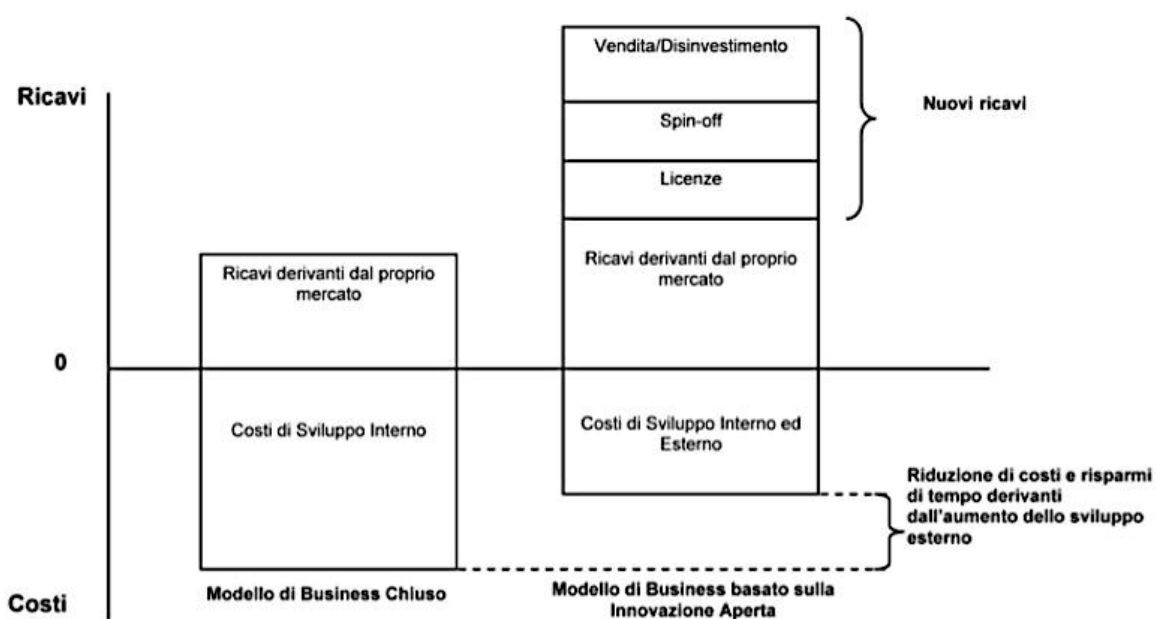 Vendita/Disinvestimento
Ricavi
Nuovi ricavi
Spin-off
Licenze
Ricavi derivanti dal proprio
mercato
Ricavi derivanti dal proprio
mercato
0
Costi di Sviluppo Interno
Costi di Sviluppo Interno ed
Esterno
Riduzione di costi e risparmi
di tempo derivanti
dall'aumento dello sviluppo
esterno
Costi
Modello di Business Chiuso
Modello di Business basato sulla
Innovazione Aperta